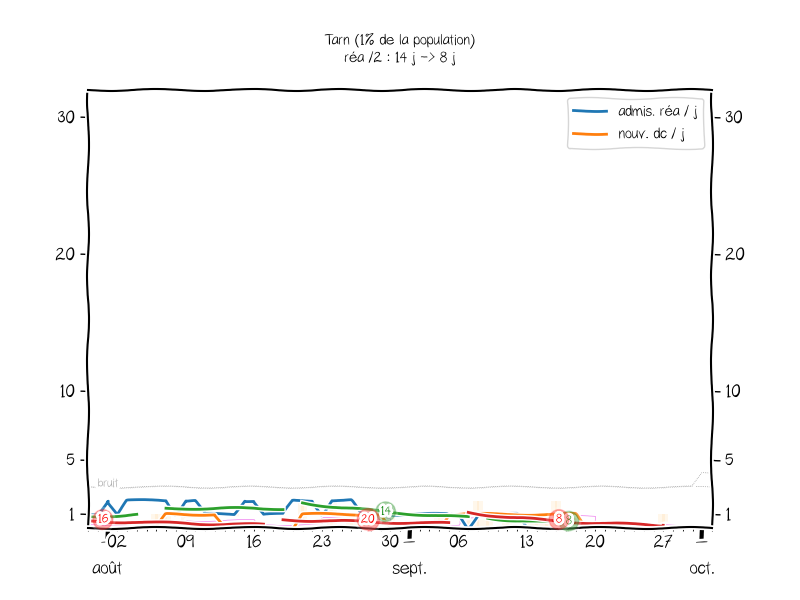 Tarn (1% de la population)
réa /2 : 14 j -> 8 j
admis. réa / j
nouv. dc / j
30 30
20 20
10 10
5 5
bruit
1 1
16 20 14 8 8
02 09 16 23 30 06 13 20 27
août sept. oct.